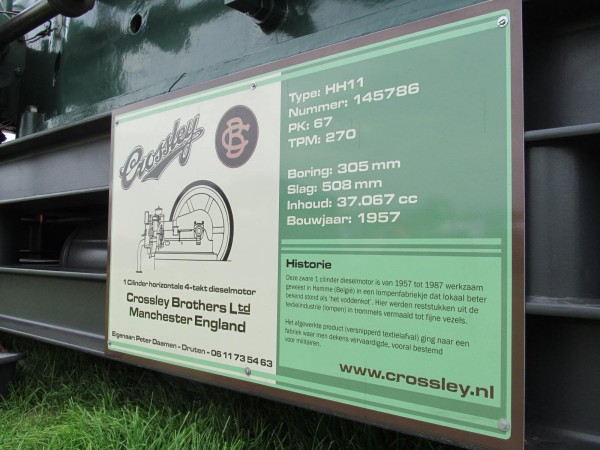 Crossley
CB
1 Cilinder horizontale 4-takt dieselmotor
Crossley Brothers Ltd
Manchester England
Eigenaar: Peter Daamen - Druten - 06 11 73 54 63
Type: HH11
Nummer: 145786
PK: 67
TPM: 270
Boring: 305 mm
Slag: 508 mm
Inhoud: 37.067 cc
Bouwjaar: 1957
Historie
Deze zware 1 cilinder dieselmotor is van 1957 tot 1987 werkzaam
geweest in Hamme (België) in een lompenfabriekje dat lokaal beter
bekend stond als 'het voddenkot'. Hier werden reststukken uit de
textielindustrie (lompen) in trommels vermaald tot fijne vezels.
Het afgewerkte product (versnipperd textielafval) ging naar een
fabriek waar men dekens vervaardigde, vooral bestemd
voor militairen.
www.crossley.nl